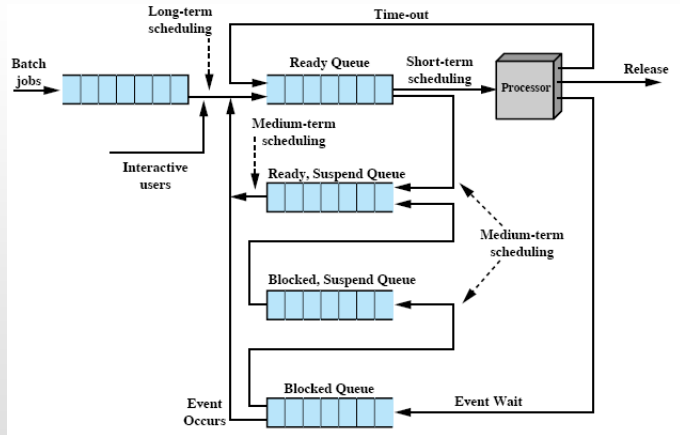 Long-term
scheduling
Time-out
Batch
jobs
Ready Queue
Short-term
scheduling
Processor
Release
Medium-term
scheduling
Interactive
users
Ready, Suspend Queue
Medium-term
scheduling
Blocked, Suspend Queue
Blocked Queue
Event
Occurs
Event Wait